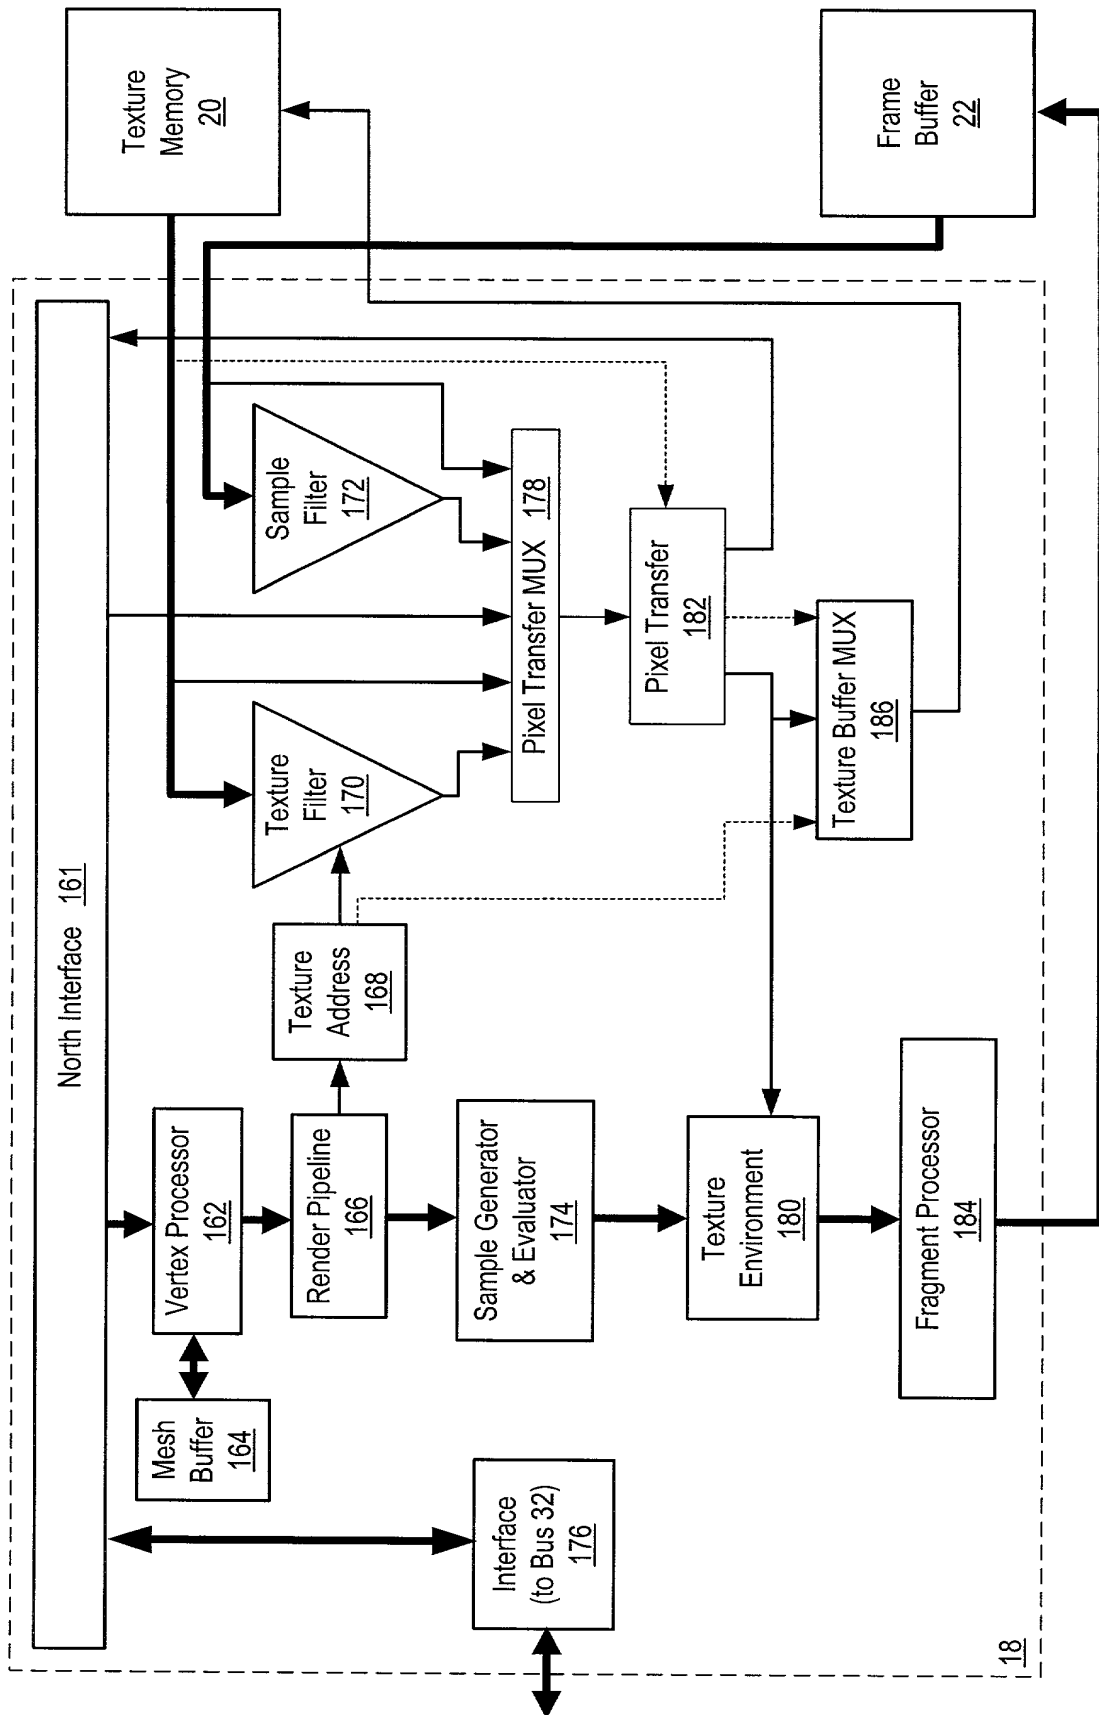 North Interface 161
Mesh
Buffer
164
Vertex Processor
162
Interface
(to Bus 32)
176
Render Pipeline
166
Texture
Address
168
Texture
Filter
170
Sample
Filter
172
Texture
Memory
20
Sample Generator
& Evaluator
174
Pixel Transfer MUX 178
Texture
Environment
180
Pixel Transfer
182
Fragment Processor
184
Texture Buffer MUX
186
Frame
Buffer
22
18